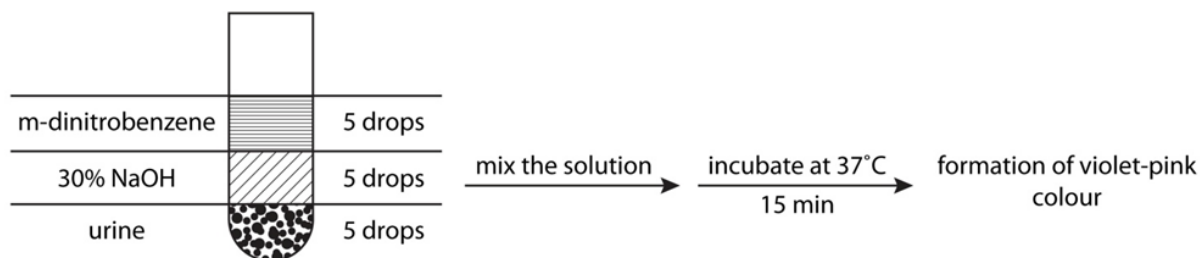 m-dinitrobenzene 5 drops
30% NaOH 5 drops
urine 5 drops
mix the solution
incubate at 37˚C
15 min
formation of violet-pink
colour